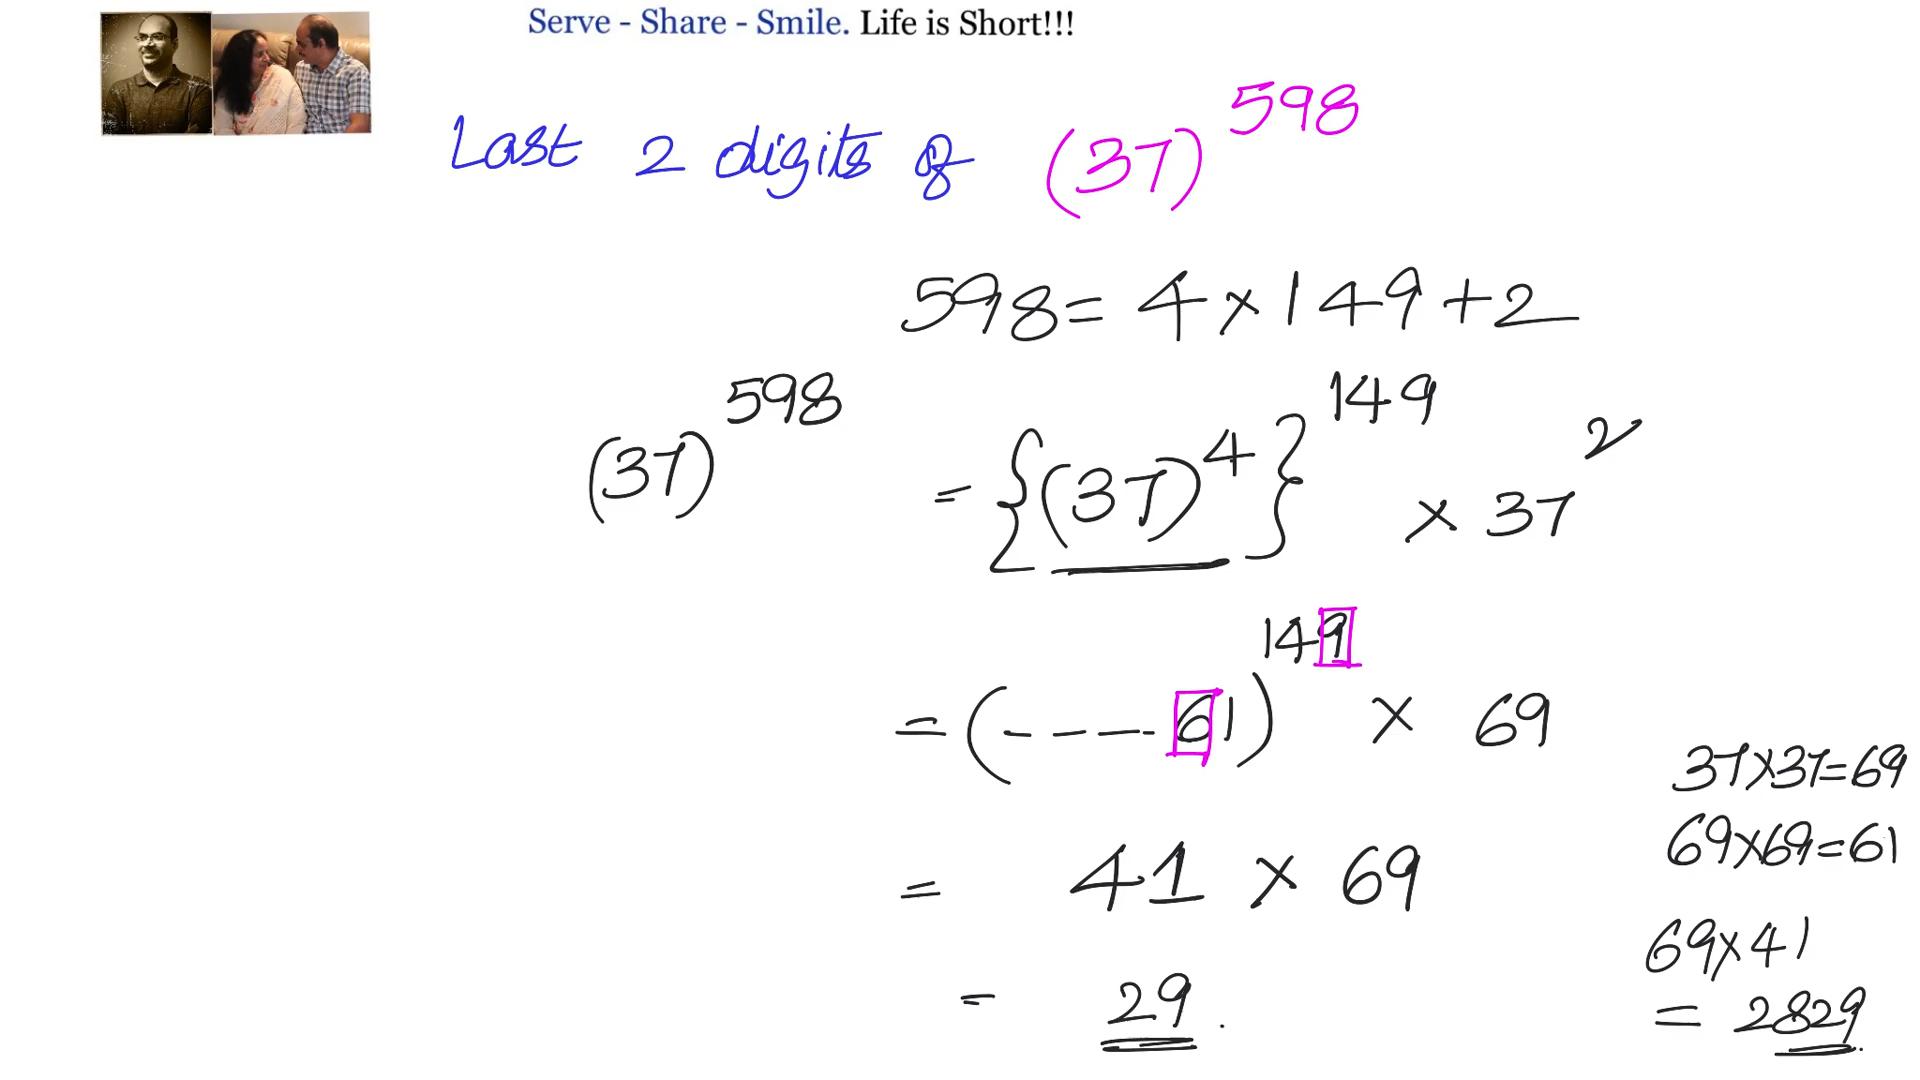 Serve - Share - Smile. Life is Short!!!
Last 2 digits of (37)^598
598 = 4 × 149 + 2
(37)^598 = {(37)^4}^149 × 37^2
= (- - - - 61)^149 × 69
37×37=69
69×69=61
= 41 × 69
69×41
= 29.
= 2829.